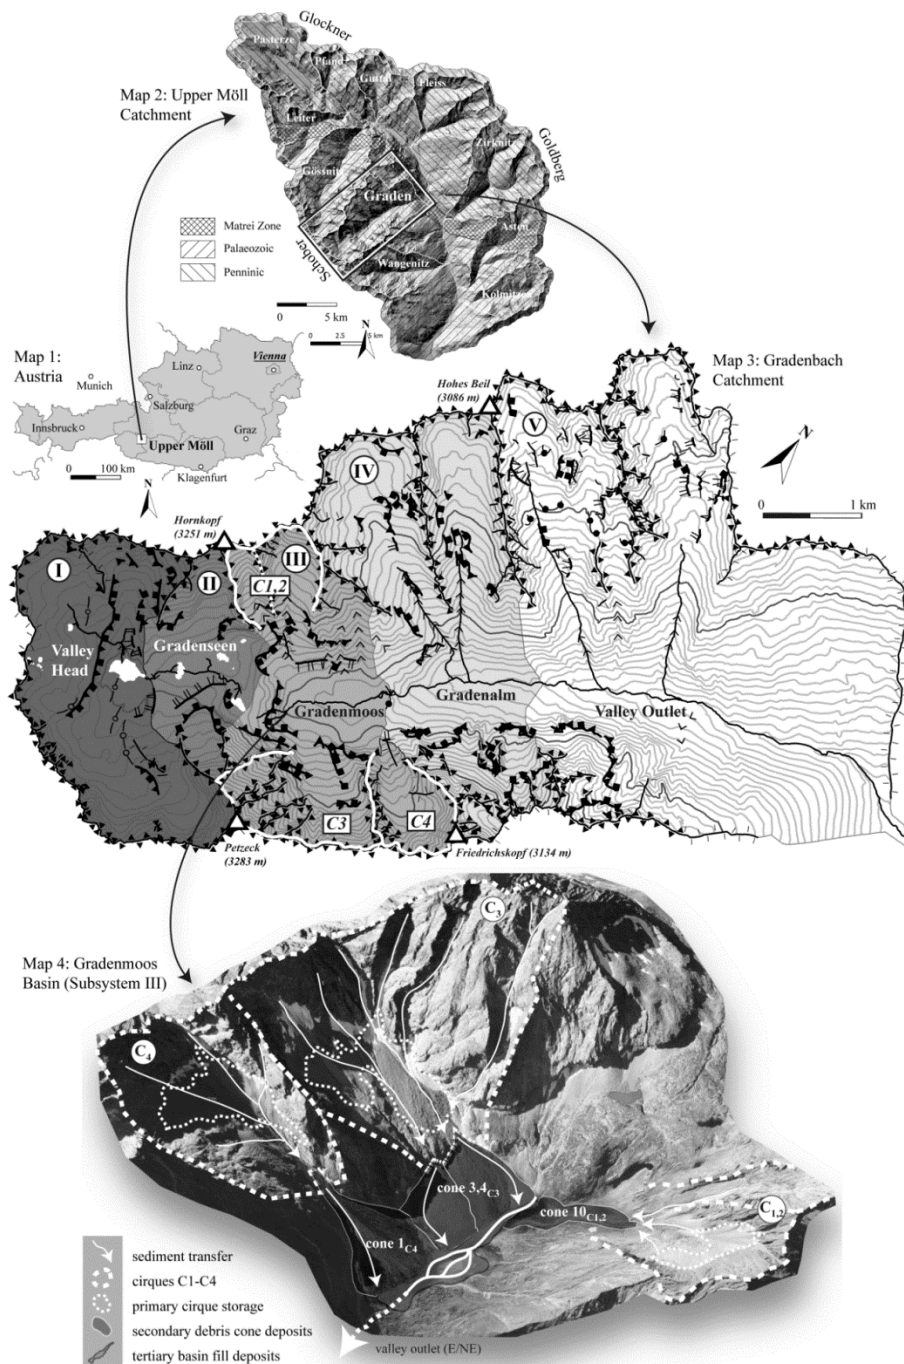 Glockner
Pasterze
Pfand
Guttal
Fleiss
Map 2: Upper Möll
Catchment
Leiter
Zirknitz
Goldberg
Gössnitz
Graden
Matrei Zone
Palaeozoic
Penninic
Schober
Asten
Wangenitz
Kolmitzen
0 5 km
0 2.5 5 km
N
Map 1:
Austria
Munich
Linz
Vienna
Salzburg
Innsbruck
Graz
Upper Möll
0 100 km
Klagenfurt
N
Map 3: Gradenbach
Catchment
Hohes Beil
(3086 m)
V
IV
N
0 1 km
Hornkopf
(3251 m)
I
II
III
C1,2
Valley
Head
Gradenseen
Gradenmoos
Gradenalm
Valley Outlet
C3
C4
Petzeck
(3283 m)
Friedrichskopf (3134 m)
Map 4: Gradenmoos
Basin (Subsystem III)
C3
C4
cone 3,4C3
cone 10C1,2
C1,2
cone 1C4
sediment transfer
cirques C1-C4
primary cirque storage
secondary debris cone deposits
tertiary basin fill deposits
valley outlet (E/NE)